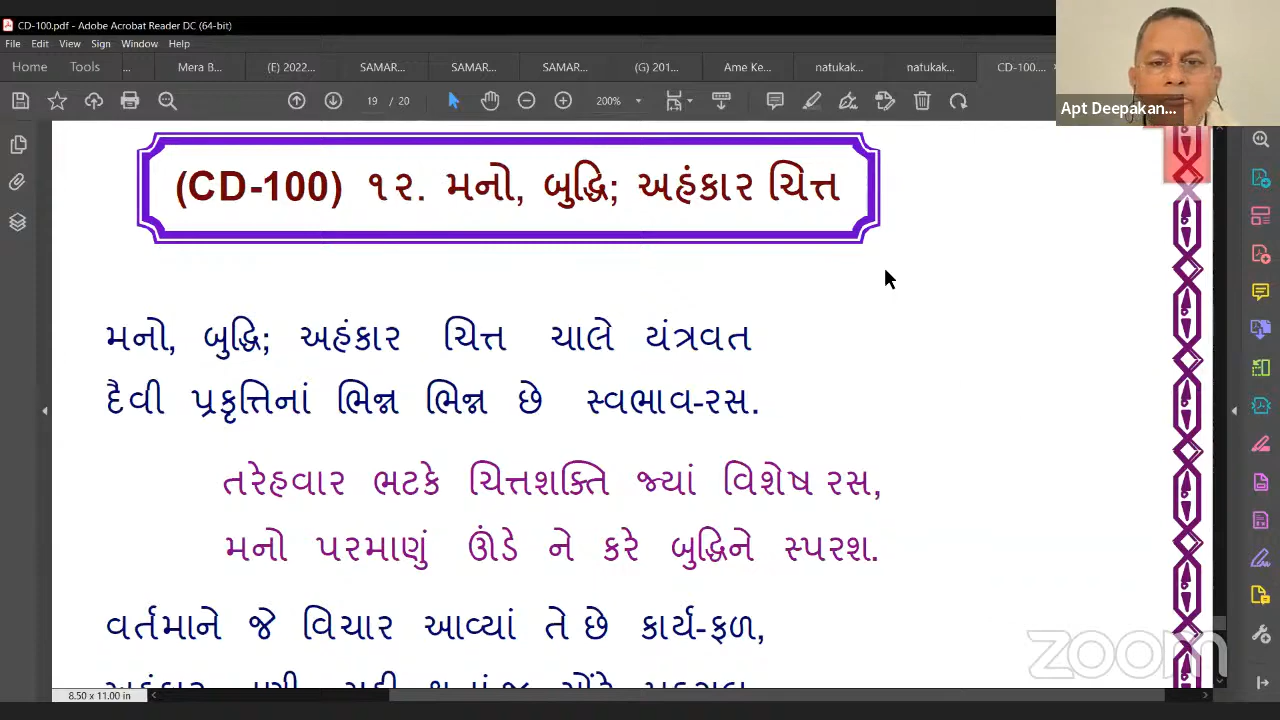 CD-100.pdf - Adobe Acrobat Reader DC (64-bit)
File Edit View Sign Window Help
Home Tools ... Mera B... (E) 2022... SAMAR... SAMAR... SAMAR... (G) 201... Ame Ke... natukak... natukak... CD-100....
19 / 20 200%
Apt Deepakan...
(CD-100) ૧૨. મનો, બુદ્ધિ; અહંકાર ચિત્ત
મનો, બુદ્ધિ; અહંકાર ચિત્ત ચાલે યંત્રવત
દૈવી પ્રકૃત્તિનાં ભિન્ન ભિન્ન છે સ્વભાવ-રસ.
તરેહવાર ભટકે ચિત્તશક્તિ જ્યાં વિશેષ રસ,
મનો પરમાણું ઊંડે ને કરે બુદ્ધિને સ્પરશ.
વર્તમાને જે વિચાર આવ્યાં તે છે કાર્ય-ફળ,
zoom
8.50 x 11.00 in